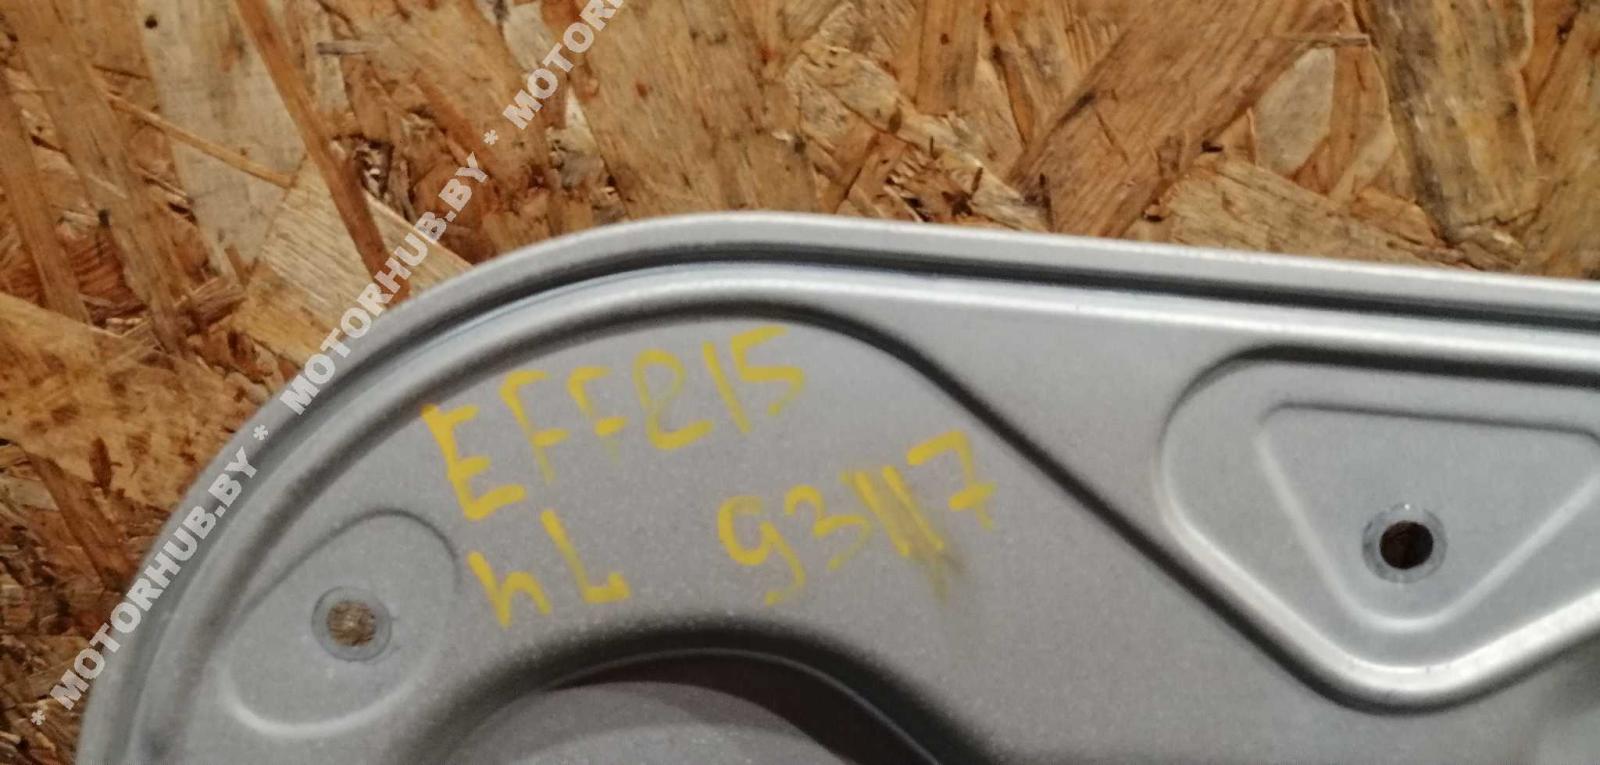 EFF215
hL 93117
* MOTORHUB.BY * MOTORHUB.BY * MOTORHUB.BY * MOTOR